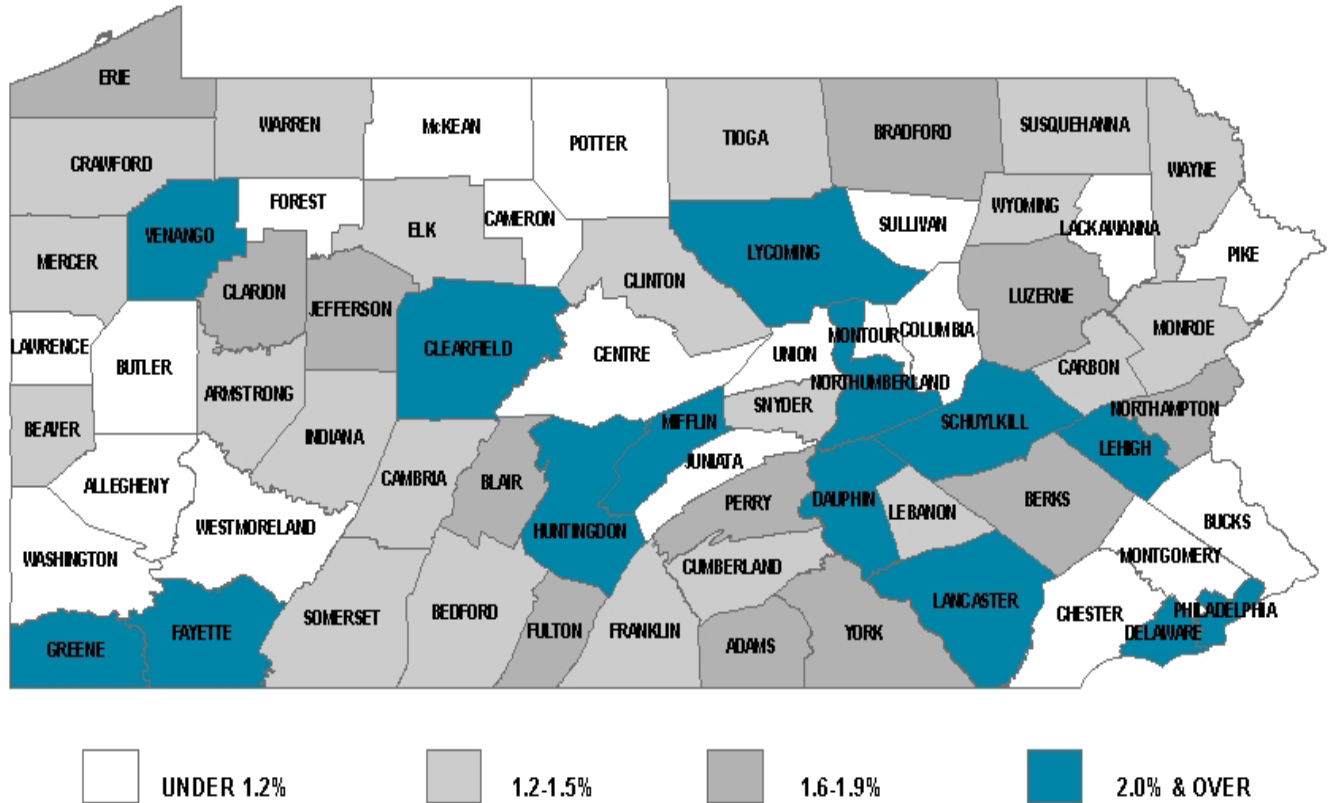 ERIE
WARREN
McKEAN
POTTER
TIOGA
BRADFORD
SUSQUEHANNA
WAYNE
CRAWFORD
FOREST
CAMERON
ELK
VENANGO
MERCER
CLARION
JEFFERSON
CLINTON
LYCOMING
SULLIVAN
WYOMING
LACKAWANNA
PIKE
LUZERNE
MONROE
LAWRENCE
BUTLER
CLEARFIELD
CENTRE
UNION
MONTOUR
COLUMBIA
CARBON
ARMSTRONG
NORTHUMBERLAND
SNYDER
NORTHAMPTON
BEAVER
INDIANA
MIFFLIN
SCHUYLKILL
LEHIGH
ALLEGHENY
CAMBRIA
BLAIR
JUNIATA
PERRY
DAUPHIN
LEBANON
BERKS
BUCKS
WESTMORELAND
HUNTINGDON
WASHINGTON
CUMBERLAND
MONTGOMERY
LANCASTER
CHESTER
PHILADELPHIA
DELAWARE
GREENE
FAYETTE
SOMERSET
BEDFORD
FULTON
FRANKLIN
ADAMS
YORK
UNDER 1.2%
1.2-1.5%
1.6-1.9%
2.0% & OVER